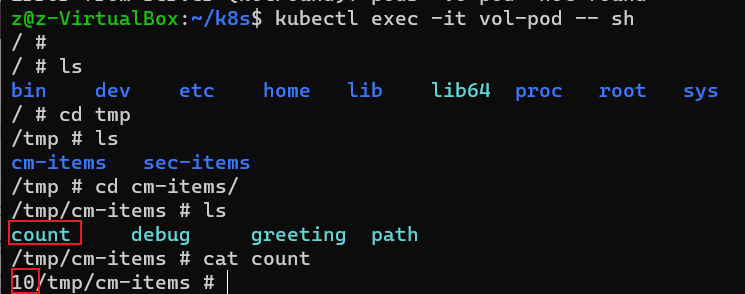 z@z-VirtualBox:~/k8s$ kubectl exec -it vol-pod -- sh
/ #
/ # ls
bin dev etc home lib lib64 proc root sys
/ # cd tmp
/tmp # ls
cm-items sec-items
/tmp # cd cm-items/
/tmp/cm-items # ls
count debug greeting path
/tmp/cm-items # cat count
10/tmp/cm-items #